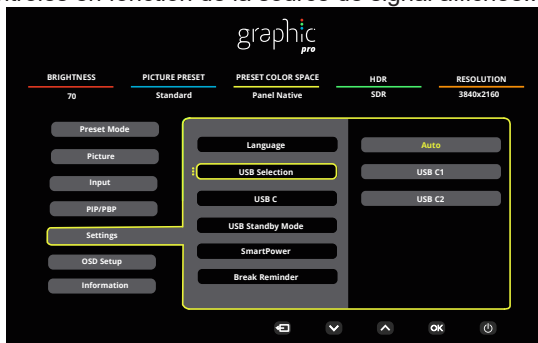 graphic
pro
BRIGHTNESS PICTURE PRESET PRESET COLOR SPACE HDR RESOLUTION
70 Standard Panel Native SDR 3840x2160
Preset Mode
Picture
Input
PIP/PBP
Settings
OSD Setup
Information
Language
USB Selection
USB C
USB Standby Mode
SmartPower
Break Reminder
Auto
USB C1
USB C2
OK